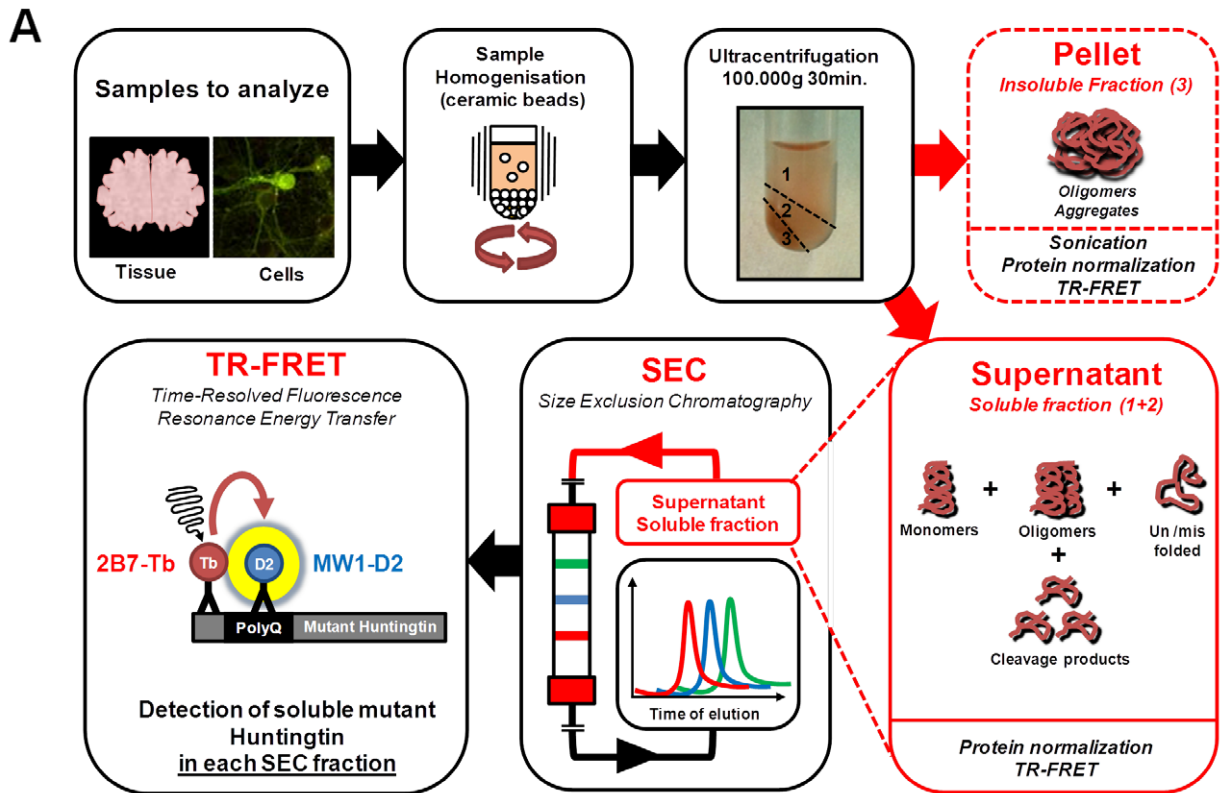 A
Samples to analyze
Tissue
Cells
Sample
Homogenisation
(ceramic beads)
Ultracentrifugation
100.000g 30min.
1
2
3
Pellet
Insoluble Fraction (3)
Oligomers
Aggregates
Sonication
Protein normalization
TR-FRET
TR-FRET
Time-Resolved Fluorescence
Resonance Energy Transfer
2B7-Tb
Tb
D2
MW1-D2
PolyQ
Mutant Huntingtin
Detection of soluble mutant
Huntingtin
in each SEC fraction
SEC
Size Exclusion Chromatography
Supernatant
Soluble fraction
Time of elution
Supernatant
Soluble fraction (1+2)
Monomers
+
Oligomers
+
Un /mis
folded
+
Cleavage products
Protein normalization
TR-FRET